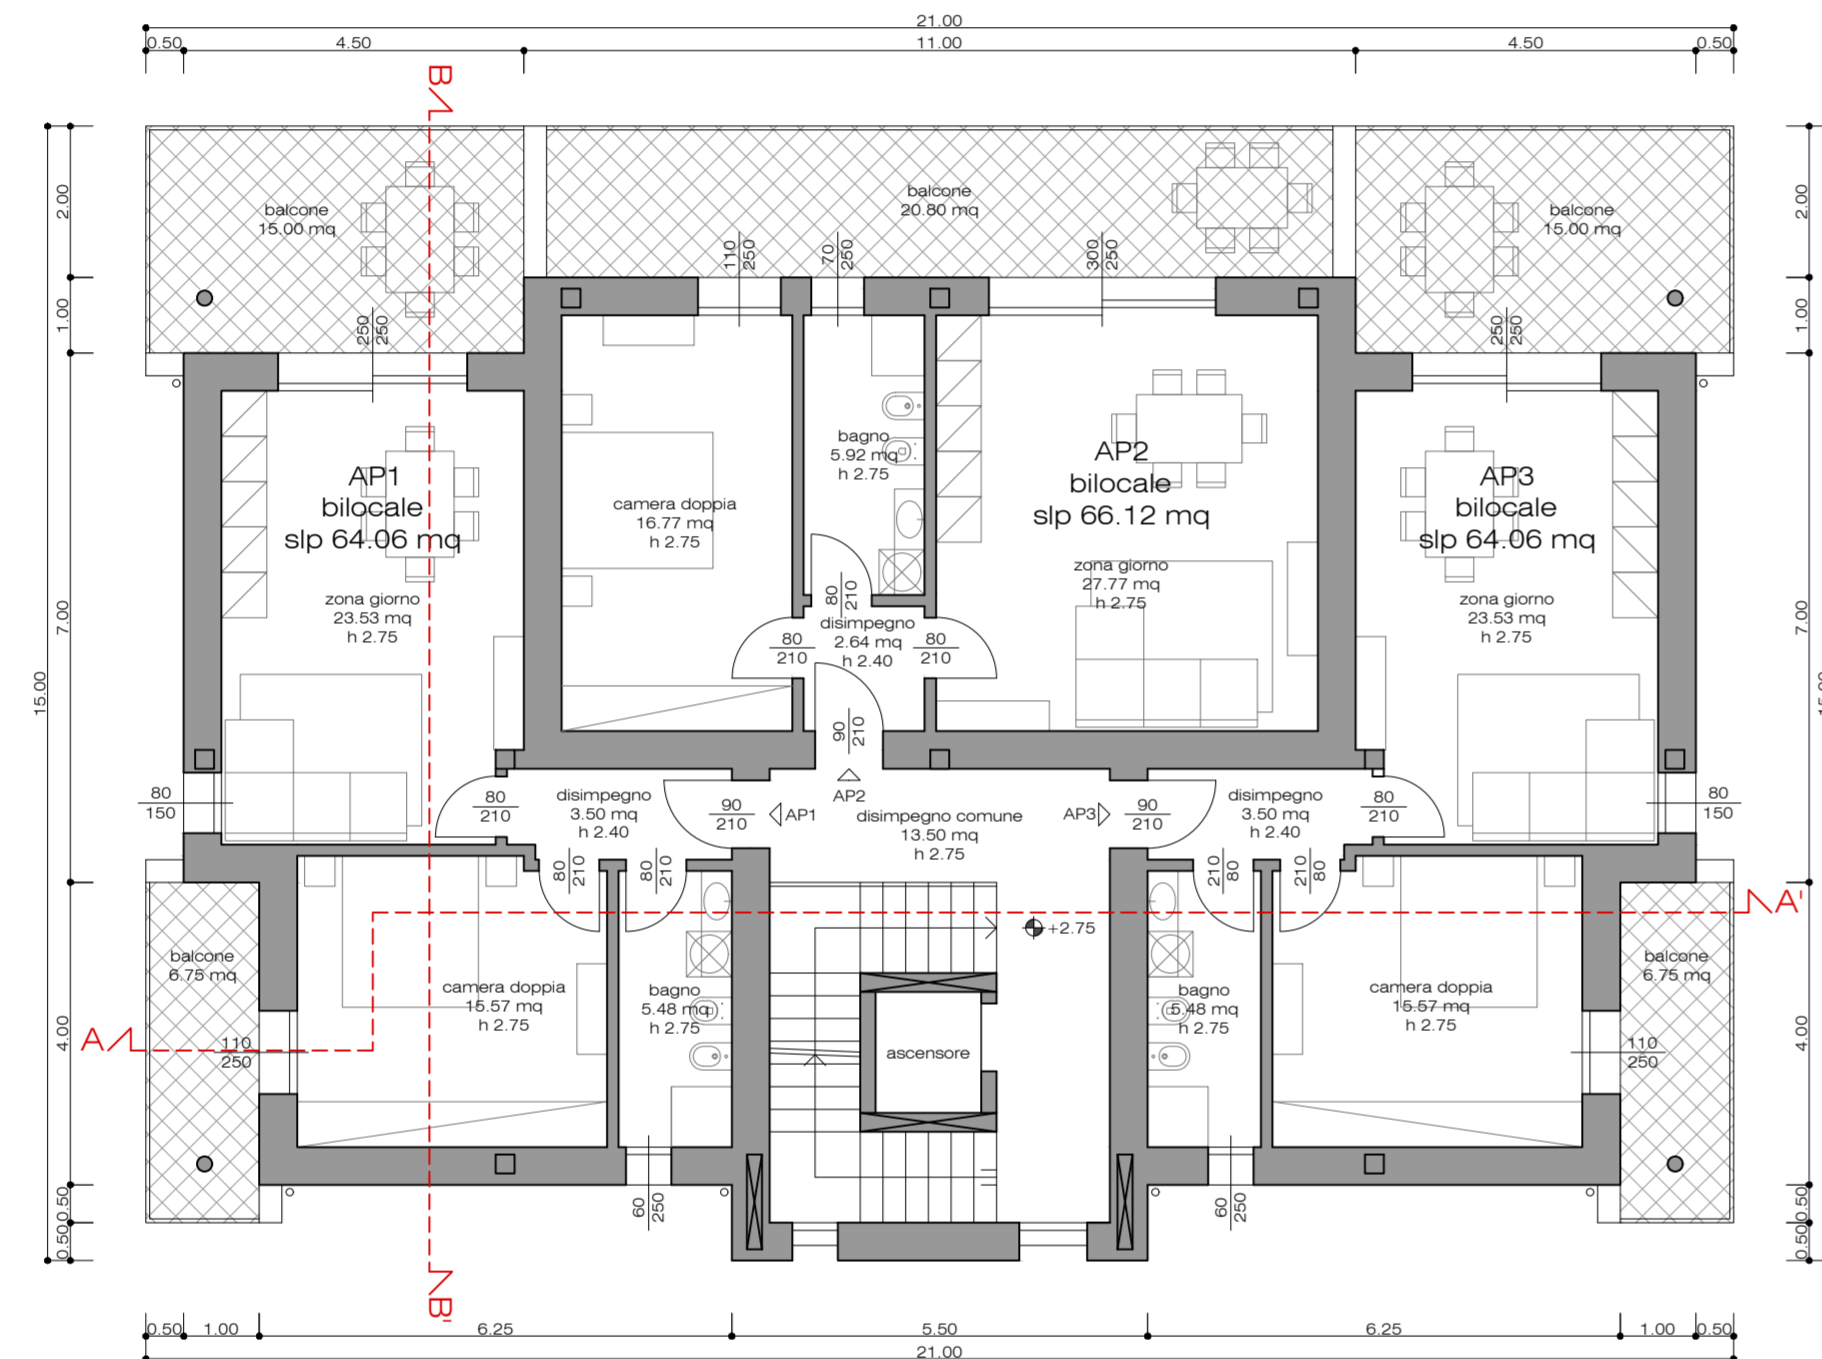 21.00
0.50 4.50 11.00 4.50 0.50
B
2.00
balcone
15.00 mq
balcone
20.80 mq
balcone
15.00 mq
2.00
1.00
250
250
110
250
70
250
300
250
250
250
1.00
AP1
bilocale
slp 64.06 mq
zona giorno
23.53 mq
h 2.75
camera doppia
16.77 mq
h 2.75
bagno
5.92 mq
h 2.75
AP2
bilocale
slp 66.12 mq
zona giorno
27.77 mq
h 2.75
AP3
bilocale
slp 64.06 mq
zona giorno
23.53 mq
h 2.75
7.00
15.00
7.00
80
210
disimpegno
2.64 mq
h 2.40
80
210
80
210
90
210
80
150
80
210
disimpegno
3.50 mq
h 2.40
90
210
AP1
AP2
disimpegno comune
13.50 mq
h 2.75
AP3
90
210
disimpegno
3.50 mq
h 2.40
80
210
80
150
80
210
80
210
210
80
210
80
A'
+2.75
balcone
6.75 mq
camera doppia
15.57 mq
h 2.75
bagno
5.48 mq
h 2.75
ascensore
bagno
5.48 mq
h 2.75
camera doppia
15.57 mq
h 2.75
balcone
6.75 mq
4.00
A
110
250
110
250
4.00
60
250
60
250
0.50
0.50
0.50
0.50
B'
0.50 1.00 6.25 5.50 6.25 1.00 0.50
21.00